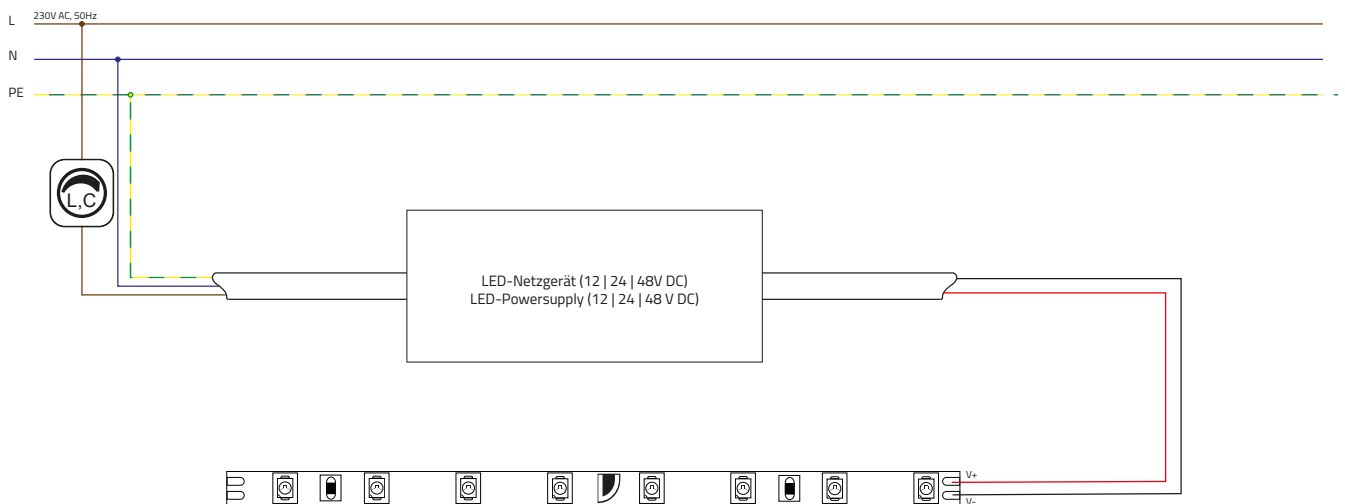 230V AC, 50Hz
L
N
PE
L,C
LED-Netzgerät (12 | 24 | 48V DC)
LED-Powersupply (12 | 24 | 48 V DC)
V+
V-